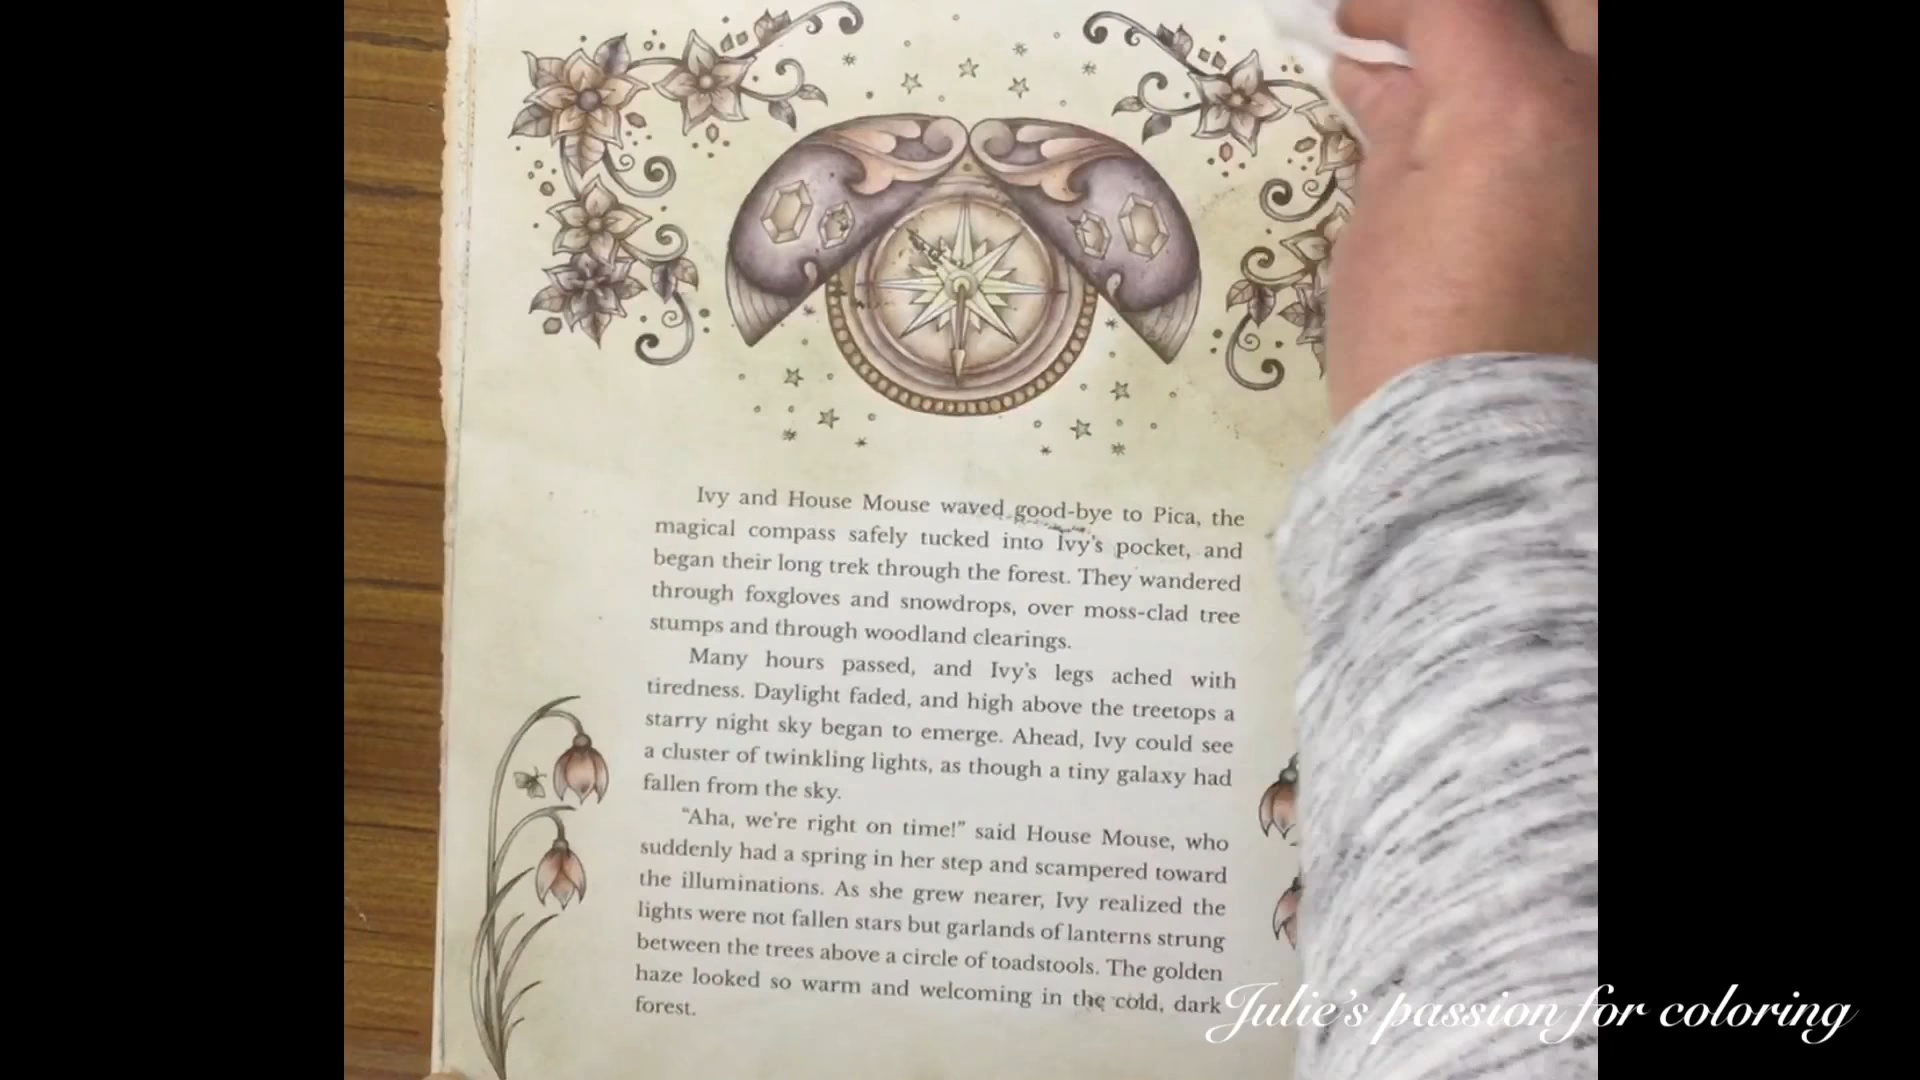 Ivy and House Mouse waved good-bye to Pica, the
magical compass safely tucked into Ivy's pocket, and
began their long trek through the forest. They wandered
through foxgloves and snowdrops, over moss-clad tree
stumps and through woodland clearings.
Many hours passed, and Ivy's legs ached with
tiredness. Daylight faded, and high above the treetops a
starry night sky began to emerge. Ahead, Ivy could see
a cluster of twinkling lights, as though a tiny galaxy had
fallen from the sky.
“Aha, we're right on time!” said House Mouse, who
suddenly had a spring in her step and scampered toward
the illuminations. As she grew nearer, Ivy realized the
lights were not fallen stars but garlands of lanterns strung
between the trees above a circle of toadstools. The golden
haze looked so warm and welcoming in the cold, dark
forest.
Julie's passion for coloring